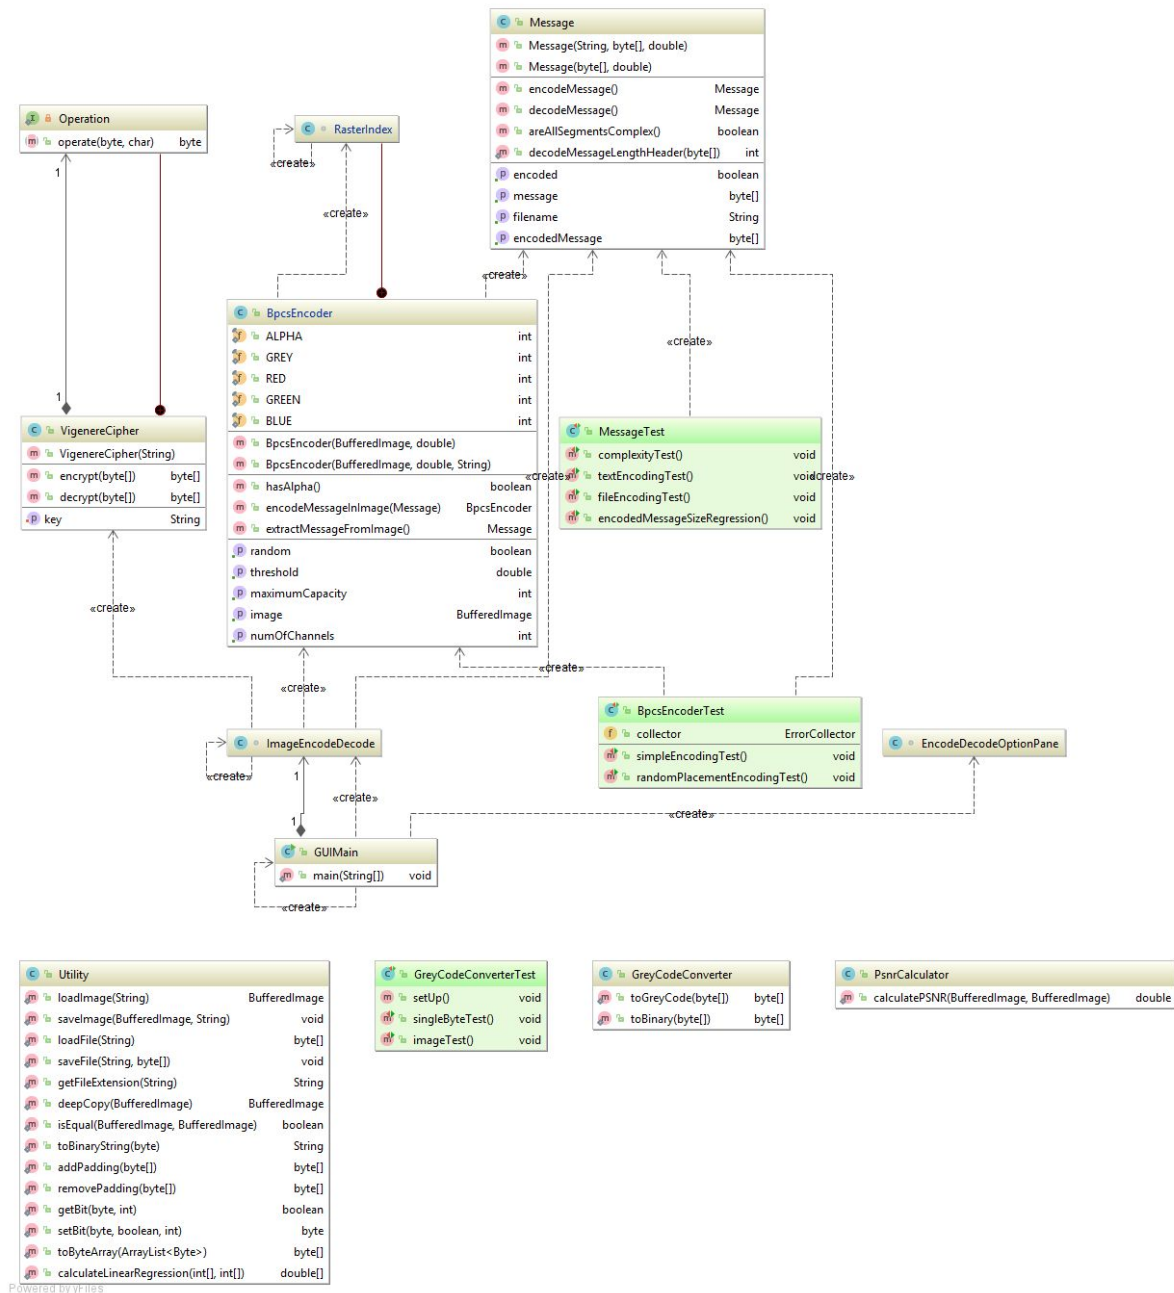 Message
Message(String, byte[], double)
Message(byte[], double)
encodeMessage() Message
decodeMessage() Message
areAllSegmentsComplex() boolean
decodeMessageLengthHeader(byte[]) int
encoded boolean
message byte[]
filename String
encodedMessage byte[]
Operation
operate(byte, char) byte
RasterIndex
«create»
1
«create»
«create»
BpcsEncoder
ALPHA int
GREY int
RED int
GREEN int
BLUE int
BpcsEncoder(BufferedImage, double)
BpcsEncoder(BufferedImage, double, String)
hasAlpha() boolean
encodeMessageInImage(Message) BpcsEncoder
extractMessageFromImage() Message
random boolean
threshold double
maximumCapacity int
image BufferedImage
numOfChannels int
«create»
1
VigenereCipher
VigenereCipher(String)
encrypt(byte[]) byte[]
decrypt(byte[]) byte[]
key String
MessageTest
complexityTest() void
textEncodingTest() void
fileEncodingTest() void
encodedMessageSizeRegression() void
«create»
«create»
«create»
«create»
«create»
BpcsEncoderTest
collector ErrorCollector
simpleEncodingTest() void
randomPlacementEncodingTest() void
ImageEncodeDecode
EncodeDecodeOptionPane
«create»
1
«create»
«create»
1
GUIMain
main(String[]) void
«create»
Utility
loadImage(String) BufferedImage
saveImage(BufferedImage, String) void
loadFile(String) byte[]
saveFile(String, byte[]) void
getFileExtension(String) String
deepCopy(BufferedImage) BufferedImage
isEqual(BufferedImage, BufferedImage) boolean
toBinaryString(byte) String
addPadding(byte[]) byte[]
removePadding(byte[]) byte[]
getBit(byte, int) boolean
setBit(byte, boolean, int) byte
toByteArray(ArrayList<Byte>) byte[]
calculateLinearRegression(int[], int[]) double[]
GreyCodeConverterTest
setUp() void
singleByteTest() void
imageTest() void
GreyCodeConverter
toGreyCode(byte[]) byte[]
toBinary(byte[]) byte[]
PsnrCalculator
calculatePSNR(BufferedImage, BufferedImage) double
Powered by yFiles